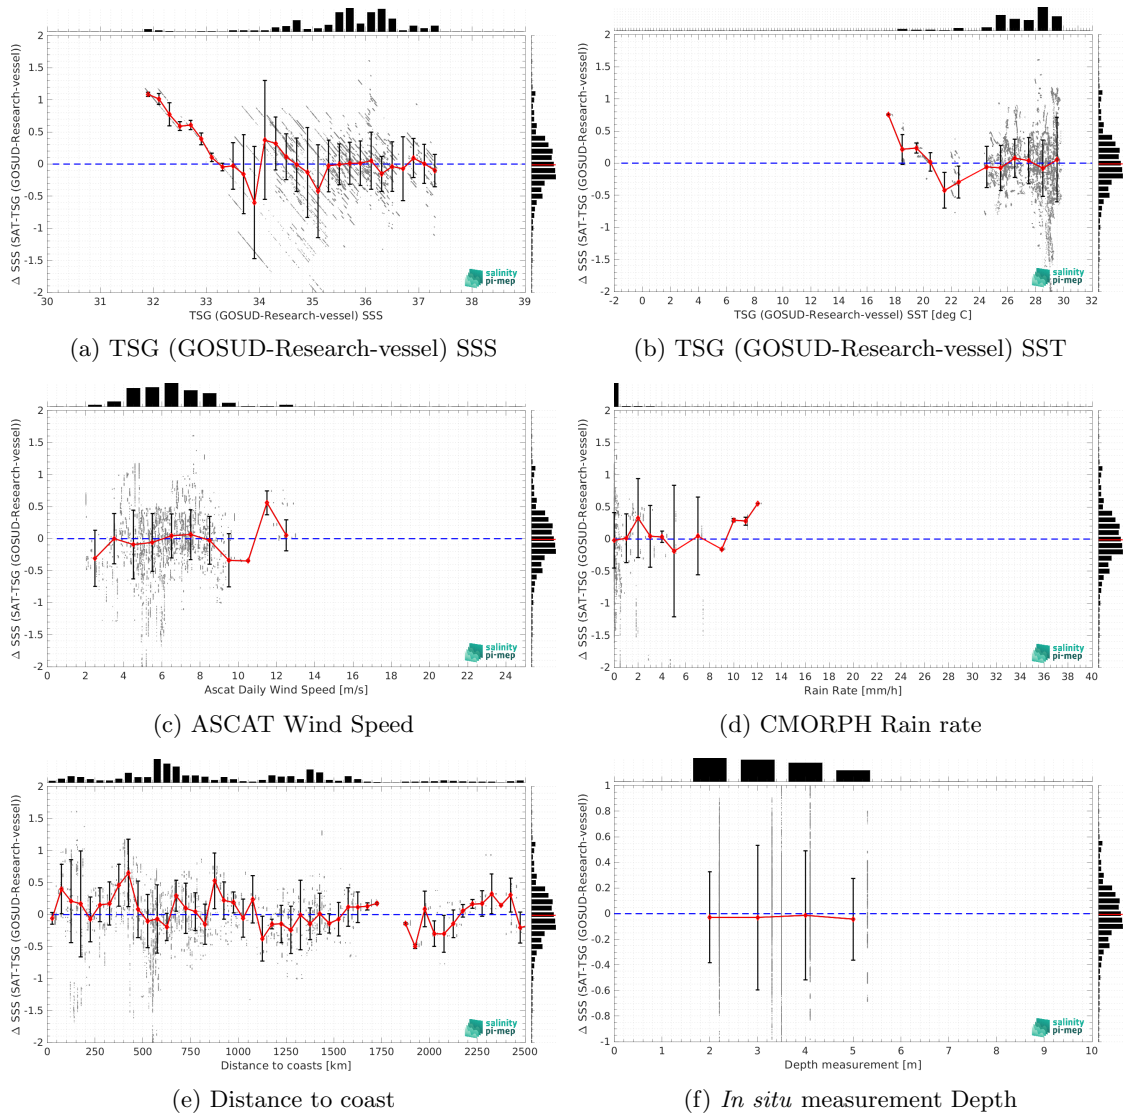 Δ SSS (SAT-TSG (GOSUD-Research-vessel))
2
1.5
1
0.5
0
-0.5
-1
-1.5
-2
30 31 32 33 34 35 36 37 38 39
TSG (GOSUD-Research-vessel) SSS
salinity
pi-mep
(a) TSG (GOSUD-Research-vessel) SSS
Δ SSS (SAT-TSG (GOSUD-Research-vessel))
2
1.5
1
0.5
0
-0.5
-1
-1.5
-2
-2 0 2 4 6 8 10 12 14 16 18 20 22 24 26 28 30 32
TSG (GOSUD-Research-vessel) SST [deg C]
salinity
pi-mep
(b) TSG (GOSUD-Research-vessel) SST
Δ SSS (SAT-TSG (GOSUD-Research-vessel))
2
1.5
1
0.5
0
-0.5
-1
-1.5
-2
0 2 4 6 8 10 12 14 16 18 20 22 24
Ascat Daily Wind Speed [m/s]
salinity
pi-mep
(c) ASCAT Wind Speed
Δ SSS (SAT-TSG (GOSUD-Research-vessel))
2
1.5
1
0.5
0
-0.5
-1
-1.5
-2
0 2 4 6 8 10 12 14 16 18 20 22 24 26 28 30 32 34 36 38 40
Rain Rate [mm/h]
salinity
pi-mep
(d) CMORPH Rain rate
Δ SSS (SAT-TSG (GOSUD-Research-vessel))
2
1.5
1
0.5
0
-0.5
-1
-1.5
-2
0 250 500 750 1000 1250 1500 1750 2000 2250 2500
Distance to coasts [km]
salinity
pi-mep
(e) Distance to coast
Δ SSS (SAT-TSG (GOSUD-Research-vessel))
1
0.8
0.6
0.4
0.2
0
-0.2
-0.4
-0.6
-0.8
-1
0 1 2 3 4 5 6 7 8 9 10
Depth measurement [m]
salinity
pi-mep
(f) In situ measurement Depth